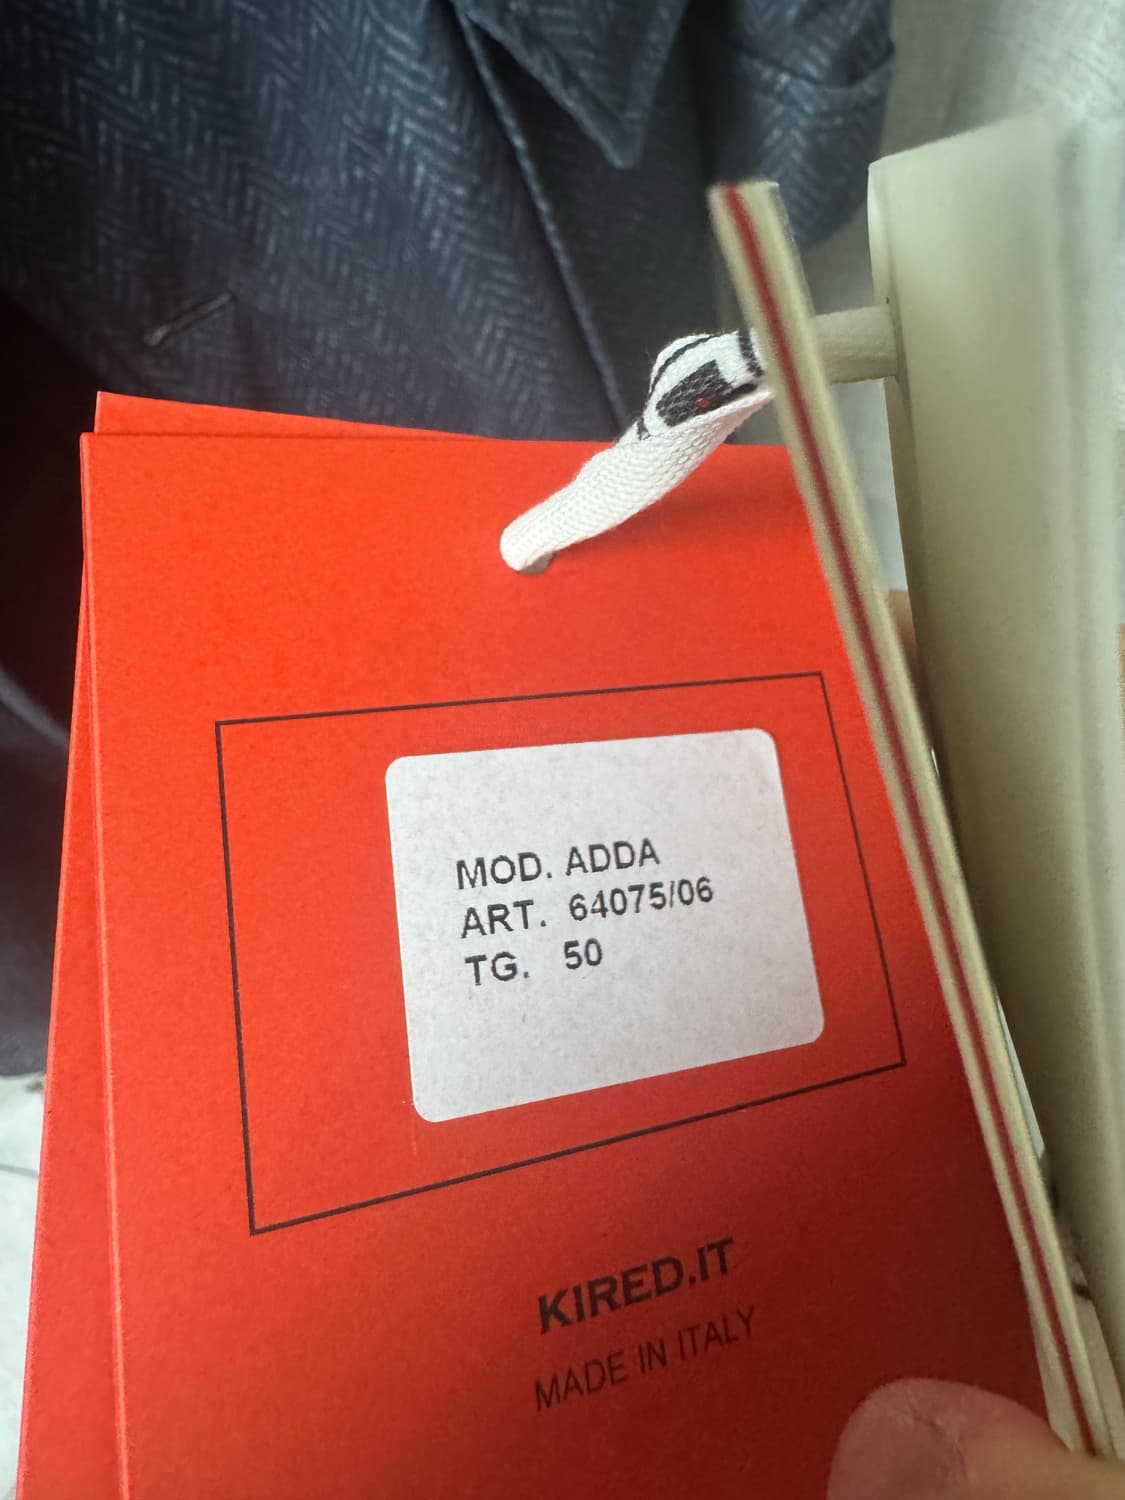 MOD. ADDA
ART. 64075/06
TG. 50
KIRED.IT
MADE IN ITALY